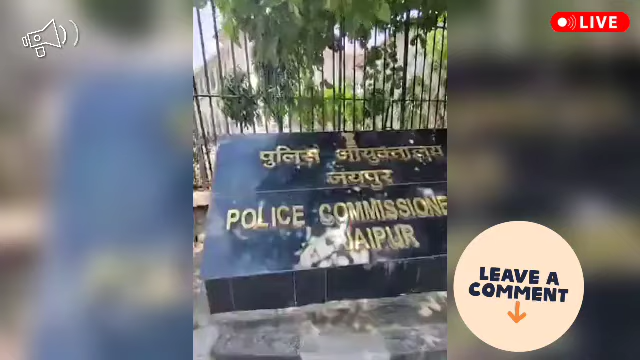 LIVE
पुलिस आयुक्तालय
जयपुर
POLICE COMMISSIONE
JAIPUR
LEAVE A
COMMENT